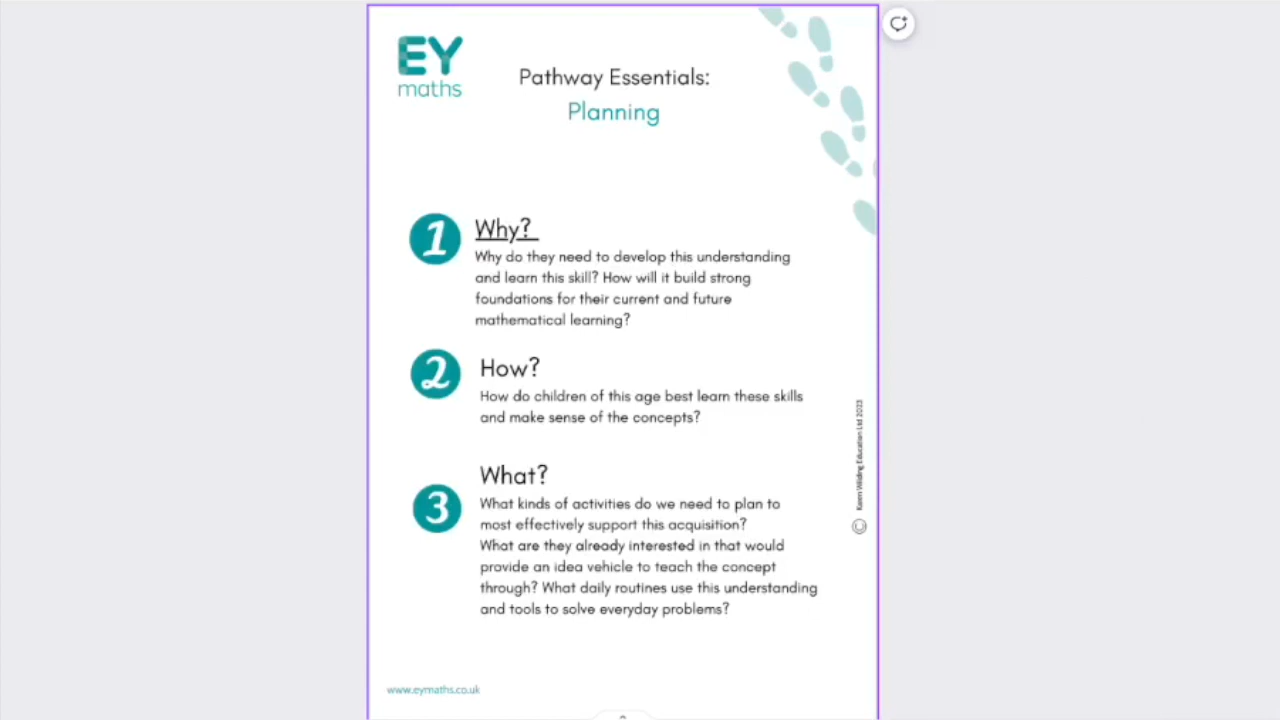 EY
maths
Pathway Essentials:
Planning
1
Why?
Why do they need to develop this understanding
and learn this skill? How will it build strong
foundations for their current and future
mathematical learning?
2
How?
How do children of this age best learn these skills
and make sense of the concepts?
3
What?
What kinds of activities do we need to plan to
most effectively support this acquisition?
What are they already interested in that would
provide an idea vehicle to teach the concept
through? What daily routines use this understanding
and tools to solve everyday problems?
© Karen Wilding Education Ltd 2023
www.eymaths.co.uk